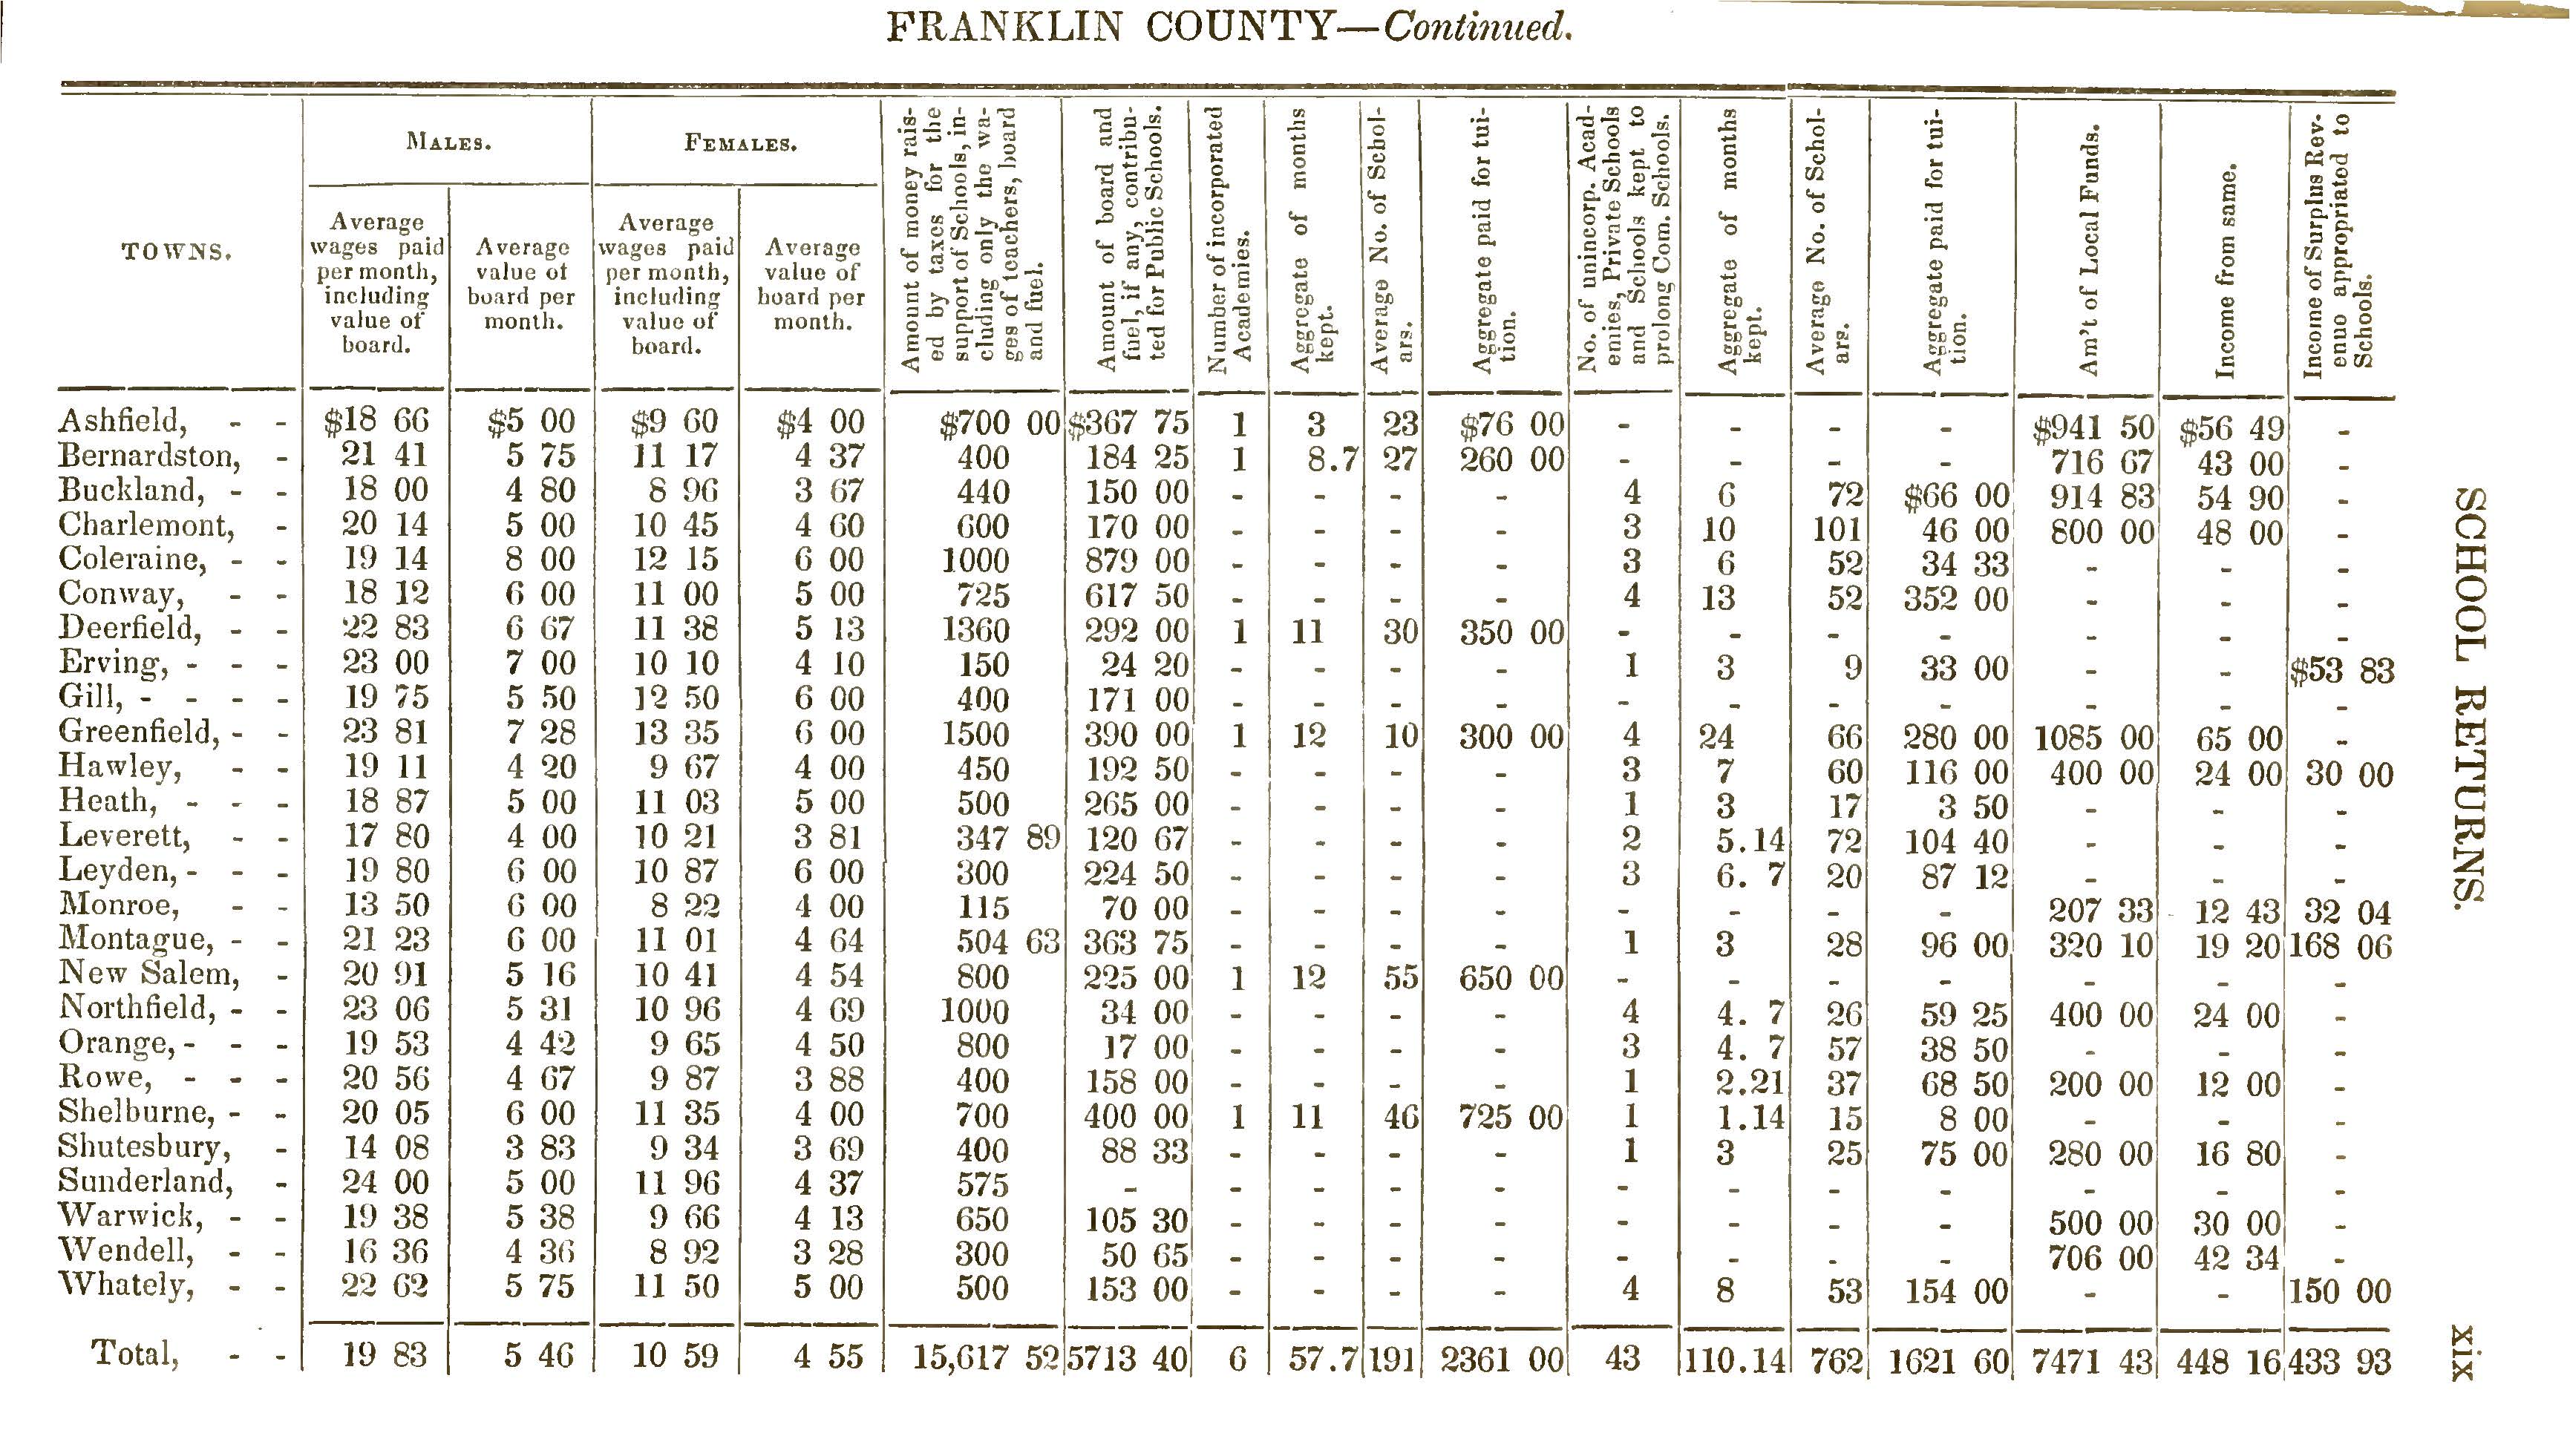 FRANKLIN COUNTY—Continued.
TOWNS.
MALES.
FEMALES.
Average wages paid per month, including value of board.
Average value of board per month.
Average wages paid per month, including value of board.
Average value of board per month.
Amount of money raised by taxes for the support of Schools, including only the wages of teachers, board and fuel.
Amount of board and fuel, if any, contributed for Public Schools.
Number of incorporated Academies.
Aggregate of months kept.
Average No. of Scholars.
Aggregate paid for tuition.
No. of unincorp. Academies, Private Schools and Schools kept to prolong Com. Schools.
Aggregate of months kept.
Average No. of Scholars.
Aggregate paid for tuition.
Am't of Local Funds.
Income from same.
Income of Surplus Revenue appropriated to Schools.
Ashfield, - - $18 66 $5 00 $9 60 $4 00 $700 00 $367 75 1 3 23 $76 00 - - - - $941 50 $56 49 -
Bernardston, - 21 41 5 75 11 17 4 37 400 184 25 1 8.7 27 260 00 - - - - 716 67 43 00 -
Buckland, - - 18 00 4 80 8 96 3 67 440 150 00 - - - - 4 6 72 $66 00 914 83 54 90 -
Charlemont, - 20 14 5 00 10 45 4 60 600 170 00 - - - - 3 10 101 46 00 800 00 48 00 -
Coleraine, - - 19 14 8 00 12 15 6 00 1000 879 00 - - - - 3 6 52 34 33 - - -
Conway, - - 18 12 6 00 11 00 5 00 725 617 50 - - - - 4 13 52 352 00 - - -
Deerfield, - - 22 83 6 67 11 38 5 13 1360 292 00 1 11 30 350 00 - - - - - - -
Erving, - - - 23 00 7 00 10 10 4 10 150 24 20 - - - - 1 3 9 33 00 - - $53 83
Gill, - - - - 19 75 5 50 12 50 6 00 400 171 00 - - - - - - - - - - -
Greenfield, - - 23 81 7 28 13 35 6 00 1500 390 00 1 12 10 300 00 4 24 66 280 00 1085 00 65 00 -
Hawley, - - 19 11 4 20 9 67 4 00 450 192 50 - - - - 3 7 60 116 00 400 00 24 00 30 00
Heath, - - - 18 87 5 00 11 03 5 00 500 265 00 - - - - 1 3 17 3 50 - - -
Leverett, - - 17 80 4 00 10 21 3 81 347 89 120 67 - - - - 2 5.14 72 104 40 - - -
Leyden, - - - 19 80 6 00 10 87 6 00 300 224 50 - - - - 3 6. 7 20 87 12 - - -
Monroe, - - 13 50 6 00 8 22 4 00 115 70 00 - - - - - - - - 207 33 12 43 32 04
Montague, - - 21 23 6 00 11 01 4 64 504 63 363 75 - - - - 1 3 28 96 00 320 10 19 20 168 06
New Salem, - 20 91 5 16 10 41 4 54 800 225 00 1 12 55 650 00 - - - - - - -
Northfield, - - 23 06 5 31 10 96 4 69 1000 34 00 - - - - 4 4. 7 26 59 25 400 00 24 00 -
Orange, - - - 19 53 4 42 9 65 4 50 800 17 00 - - - - 3 4. 7 57 38 50 - - -
Rowe, - - - 20 56 4 67 9 87 3 88 400 158 00 - - - - 1 2.21 37 68 50 200 00 12 00 -
Shelburne, - - 20 05 6 00 11 35 4 00 700 400 00 1 11 46 725 00 1 1.14 15 8 00 - - -
Shutesbury, - 14 08 3 83 9 34 3 69 400 88 33 - - - - 1 3 25 75 00 280 00 16 80 -
Sunderland, - 24 00 5 00 11 96 4 37 575 - - - - - - - - - - - -
Warwick, - - 19 38 5 38 9 66 4 13 650 105 30 - - - - - - - - 500 00 30 00 -
Wendell, - - 16 36 4 36 8 92 3 28 300 50 65 - - - - - - - - 706 00 42 34 -
Whately, - - 22 62 5 75 11 50 5 00 500 153 00 - - - - 4 8 53 154 00 - - 150 00
Total, - - 19 83 5 46 10 59 4 55 15,617 52 5713 40 6 57.7 191 2361 00 43 110.14 762 1621 60 7471 43 448 16 433 93
SCHOOL RETURNS.
xix